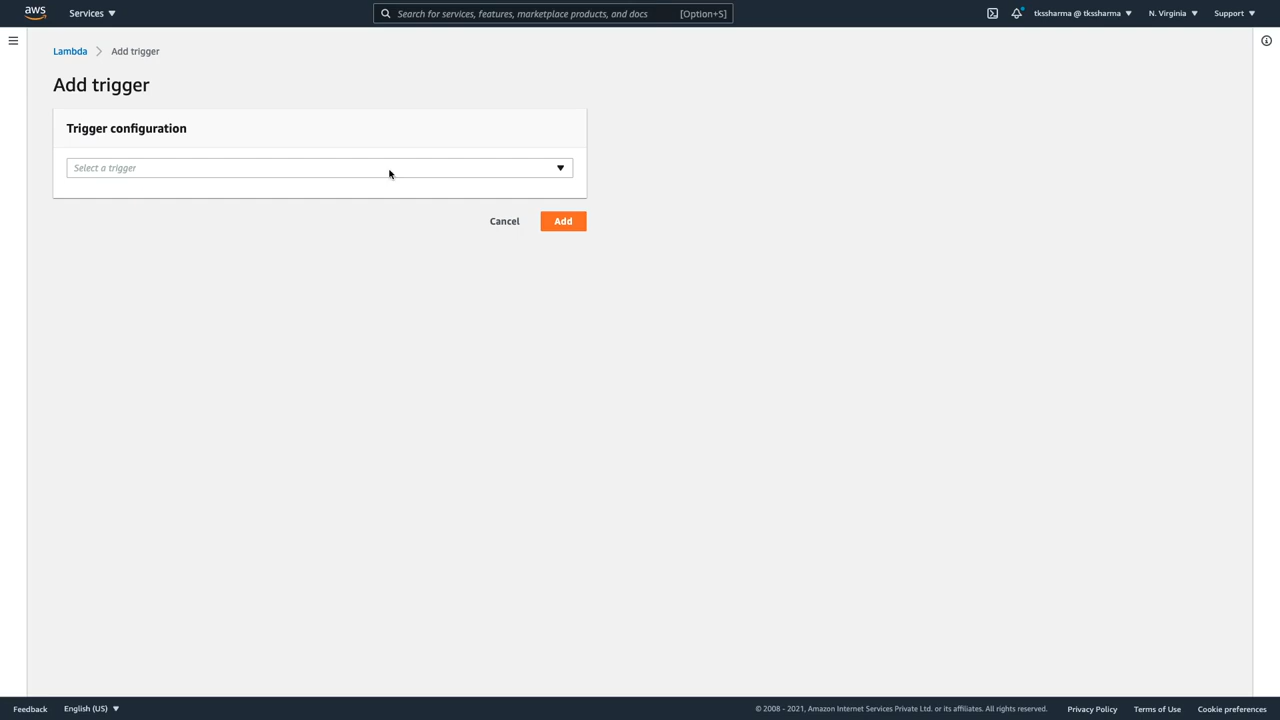 aws
Services
Search for services, features, marketplace products, and docs
[Option+S]
tkssharma @ tkssharma
N. Virginia
Support
Lambda
Add trigger
Add trigger
Trigger configuration
Select a trigger
Cancel
Add
Feedback
English (US)
© 2008 - 2021, Amazon Internet Services Private Ltd. or its affiliates. All rights reserved.
Privacy Policy
Terms of Use
Cookie preferences